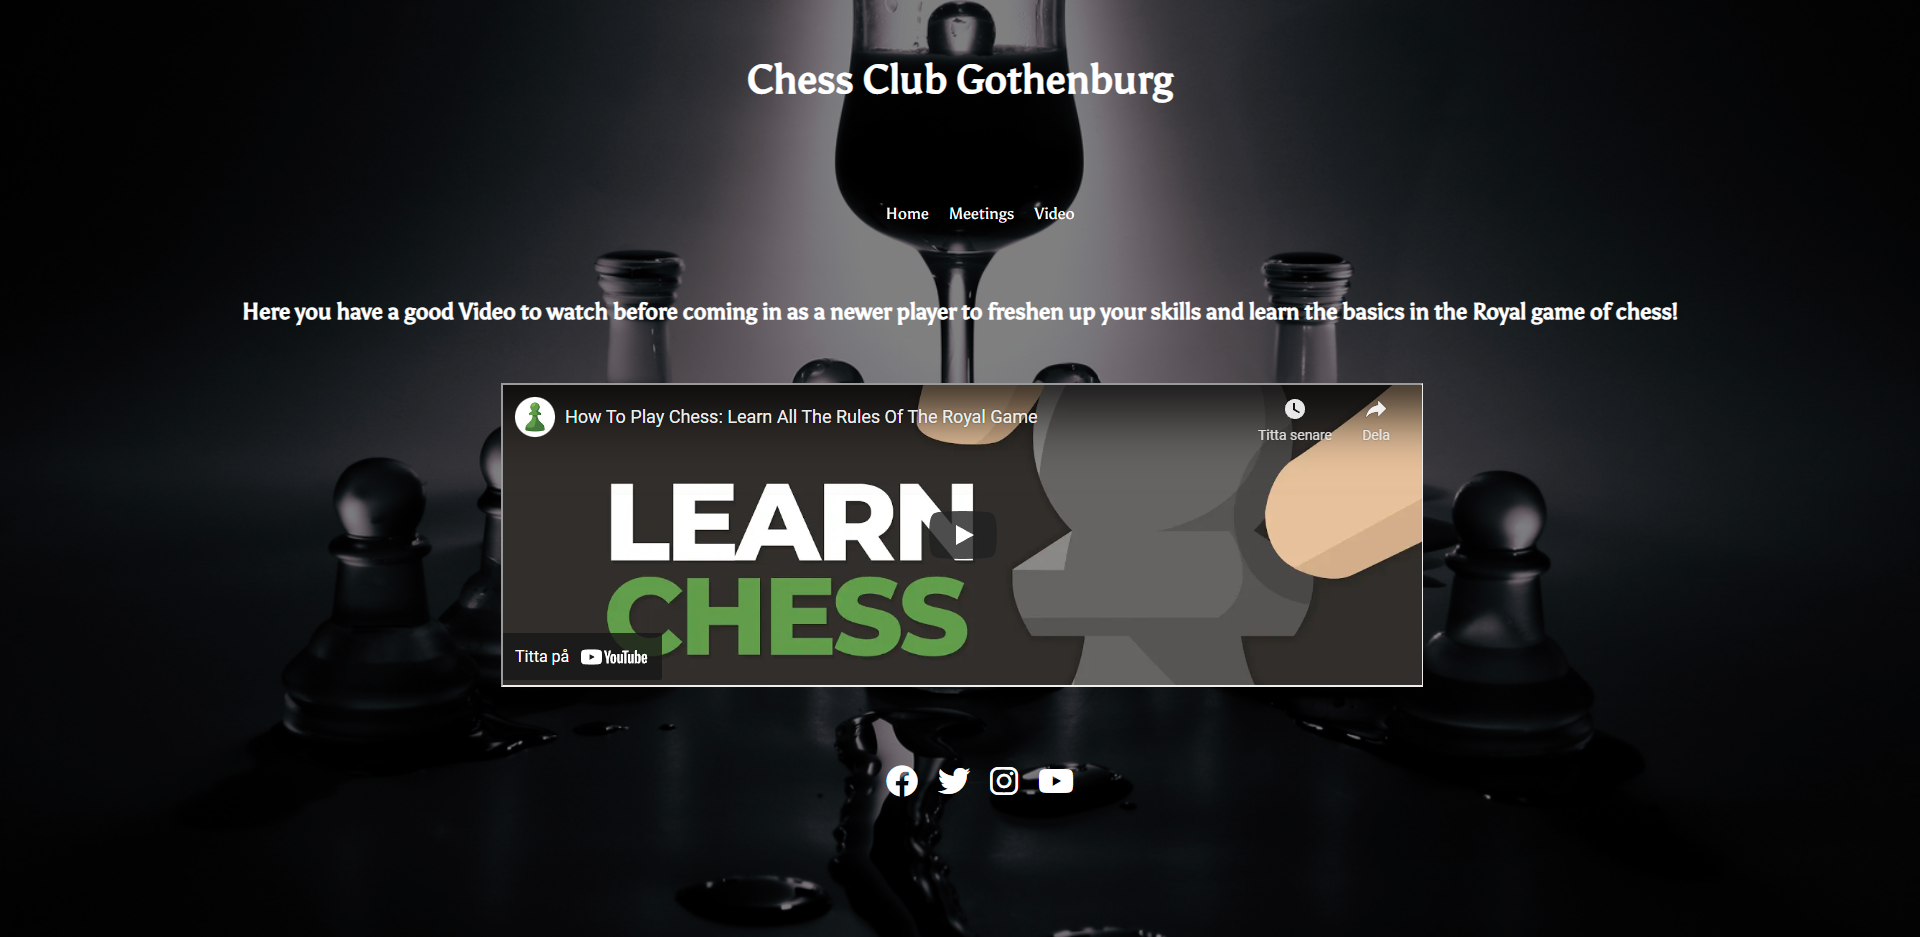 Chess Club Gothenburg
Home Meetings Video
Here you have a good Video to watch before coming in as a newer player to freshen up your skills and learn the basics in the Royal game of chess!
How To Play Chess: Learn All The Rules Of The Royal Game
Titta senare Dela
LEARN
CHESS
Titta på YouTube